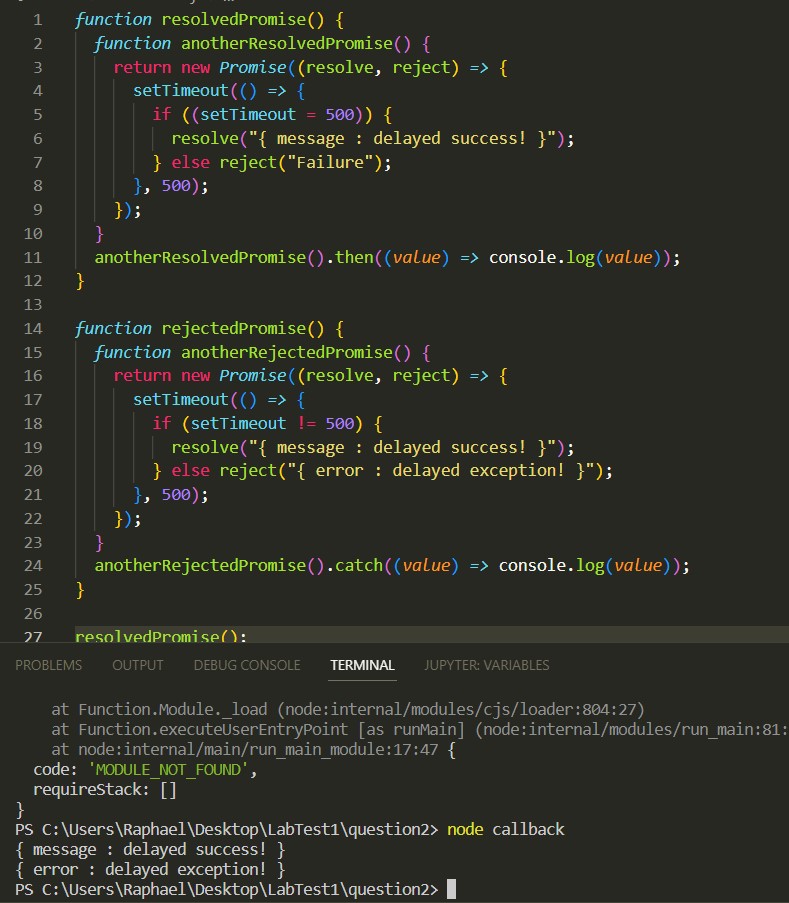 1 function resolvedPromise() {
2 function anotherResolvedPromise() {
3 return new Promise((resolve, reject) => {
4 setTimeout(() => {
5 if ((setTimeout = 500)) {
6 resolve("{ message : delayed success! }");
7 } else reject("Failure");
8 }, 500);
9 });
10 }
11 anotherResolvedPromise().then((value) => console.log(value));
12 }
13
14 function rejectedPromise() {
15 function anotherRejectedPromise() {
16 return new Promise((resolve, reject) => {
17 setTimeout(() => {
18 if (setTimeout != 500) {
19 resolve("{ message : delayed success! }");
20 } else reject("{ error : delayed exception! }");
21 }, 500);
22 });
23 }
24 anotherRejectedPromise().catch((value) => console.log(value));
25 }
26
27 resolvedPromise();
PROBLEMS OUTPUT DEBUG CONSOLE TERMINAL JUPYTER: VARIABLES
at Function.Module._load (node:internal/modules/cjs/loader:804:27)
at Function.executeUserEntryPoint [as runMain] (node:internal/modules/run_main:81:
at node:internal/main/run_main_module:17:47 {
code: 'MODULE_NOT_FOUND',
requireStack: []
}
PS C:\Users\Raphael\Desktop\LabTest1\question2> node callback
{ message : delayed success! }
{ error : delayed exception! }
PS C:\Users\Raphael\Desktop\LabTest1\question2>